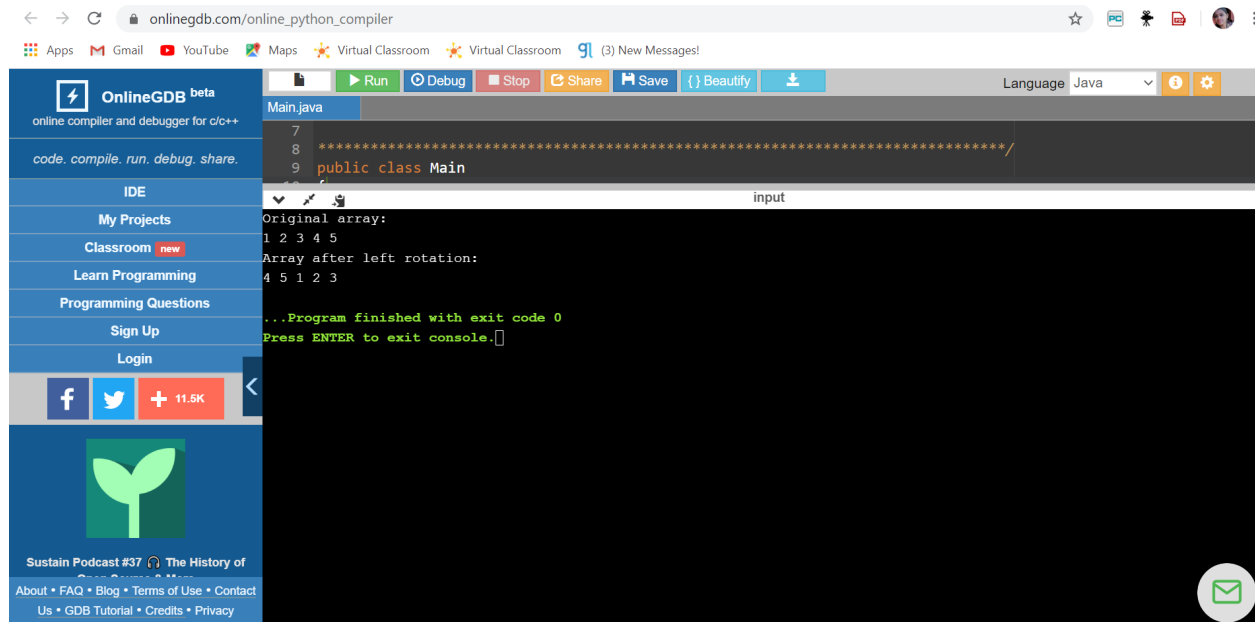 onlinegdb.com/online_python_compiler
Apps Gmail YouTube Maps Virtual Classroom Virtual Classroom (3) New Messages!
OnlineGDB beta
online compiler and debugger for c/c++
code. compile. run. debug. share.
IDE
My Projects
Classroom new
Learn Programming
Programming Questions
Sign Up
Login
11.5K
Sustain Podcast #37 🎧 The History of
About • FAQ • Blog • Terms of Use • Contact
Us • GDB Tutorial • Credits • Privacy
Run Debug Stop Share Save { } Beautify
Language Java
Main.java
7
8 *******************************************************************************/
9 public class Main
input
Original array:
1 2 3 4 5
Array after left rotation:
4 5 1 2 3
...Program finished with exit code 0
Press ENTER to exit console.